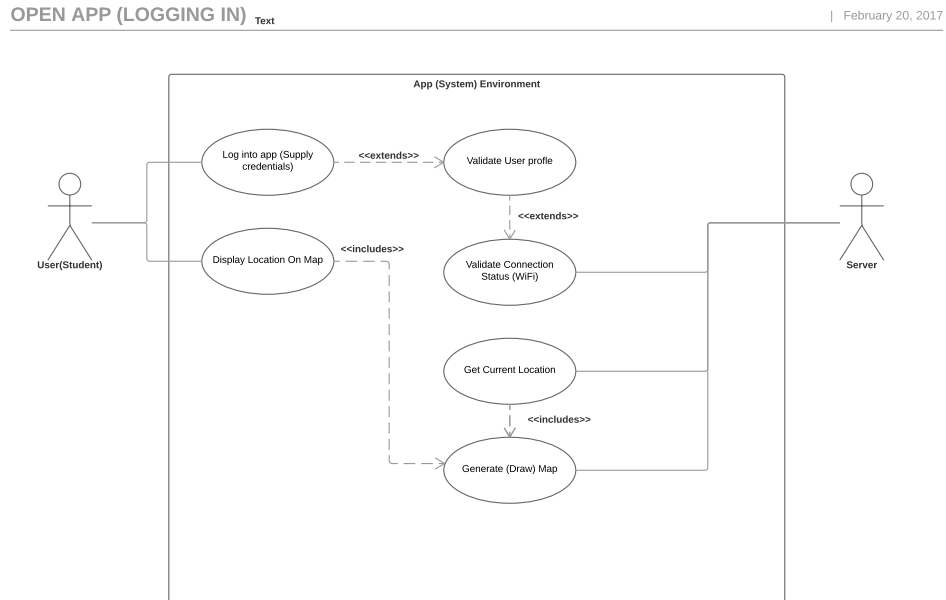 OPEN APP (LOGGING IN) Text | February 20, 2017
App (System) Environment
Log into app (Supply
credentials)
<<extends>>
Validate User profle
<<extends>>
User(Student)
Display Location On Map
<<includes>>
Validate Connection
Status (WiFi)
Server
Get Current Location
<<includes>>
Generate (Draw) Map